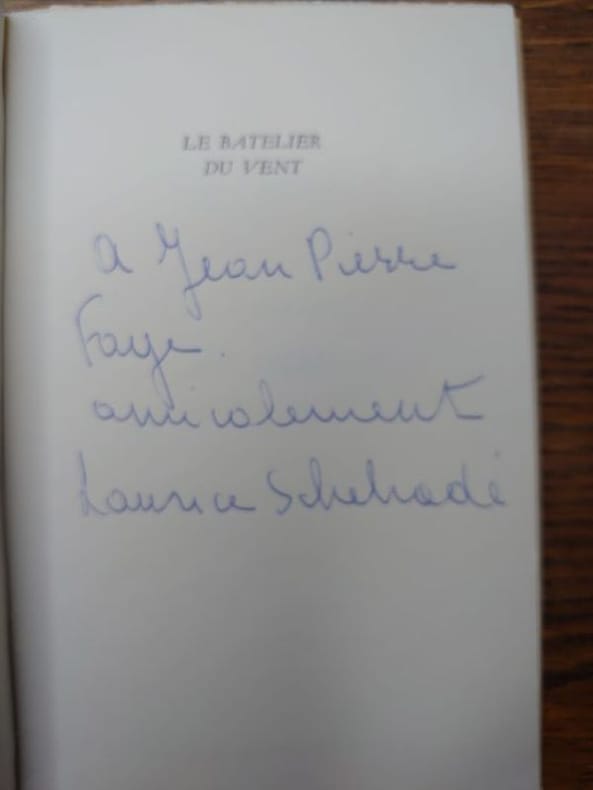 LE BATELIER
DU VENT
a Jean Pierre
Faye.
amicalement
Laurice Schehadé